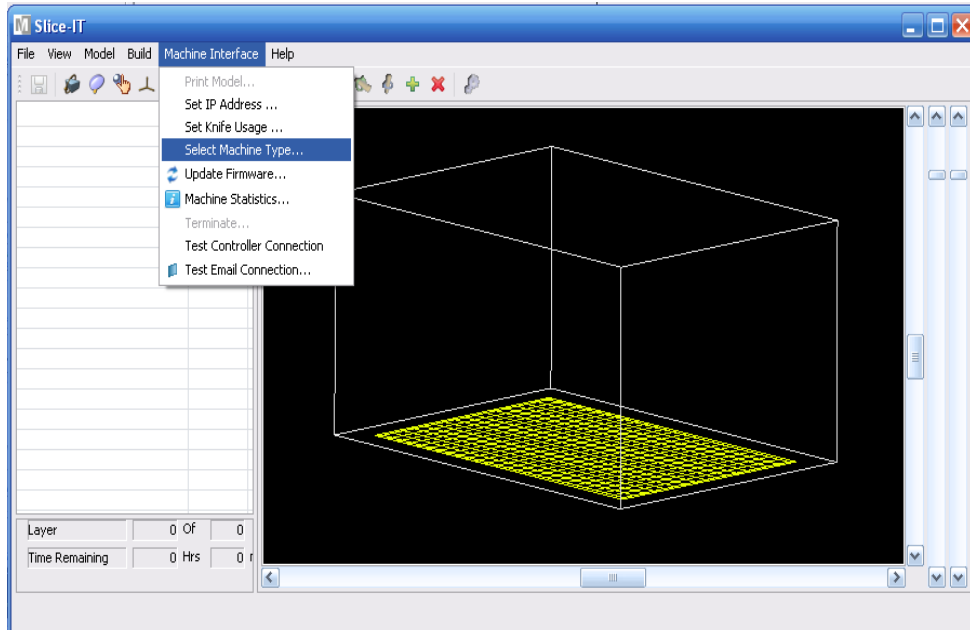 M Slice-IT
File View Model Build Machine Interface Help
Print Model...
Set IP Address ...
Set Knife Usage ...
Select Machine Type...
Update Firmware...
i Machine Statistics...
Terminate...
Test Controller Connection
Test Email Connection...
Layer 0 Of 0
Time Remaining 0 Hrs 0 r